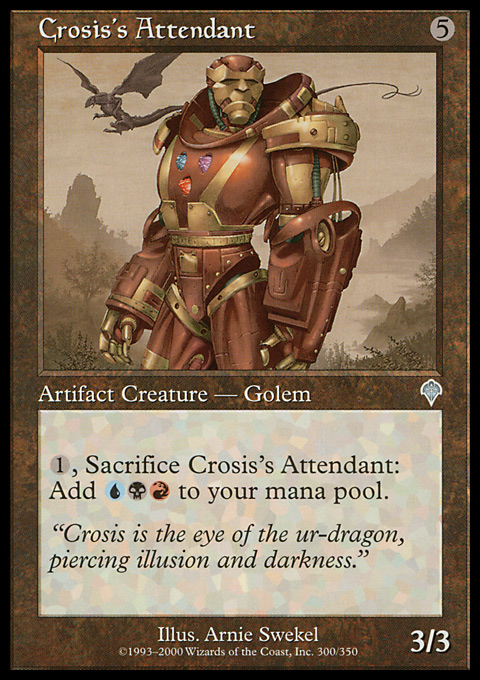 Crosis's Attendant 5
Artifact Creature — Golem
1, Sacrifice Crosis's Attendant:
Add to your mana pool.
“Crosis is the eye of the ur-dragon,
piercing illusion and darkness.”
Illus. Arnie Swekel
©1993–2000 Wizards of the Coast, Inc. 300/350
3/3